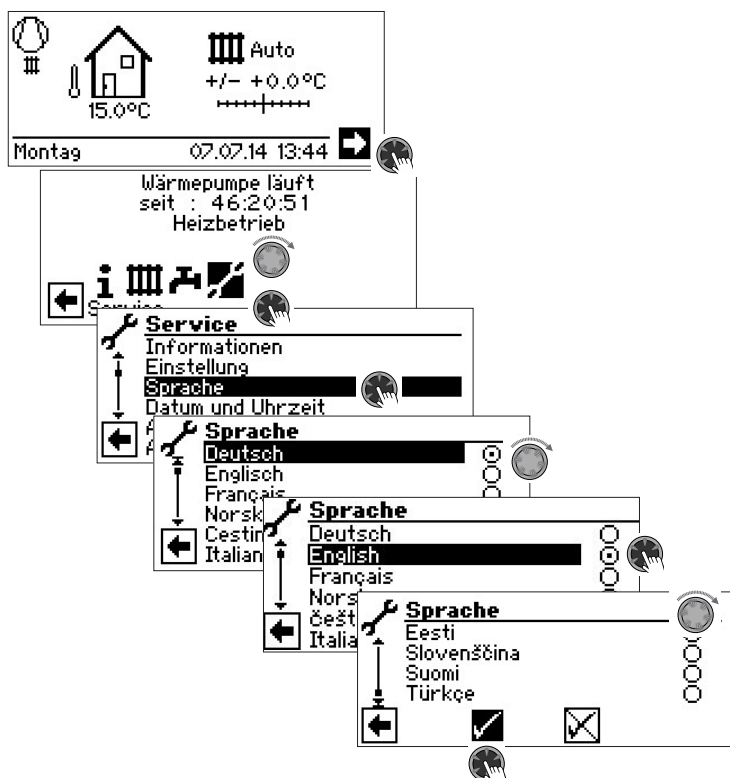 Auto
+/- +0.0°C
15.0°C
Montag 07.07.14 13:44
Wärmepumpe läuft
seit : 46:20:51
Heizbetrieb
Service
Informationen
Einstellung
Sprache
Datum und Uhrzeit
Sprache
Deutsch
Englisch
Français
Norsk
Sprache
Deutsch
English
Français
Sprache
Eesti
Slovenščina
Suomi
Türkçe